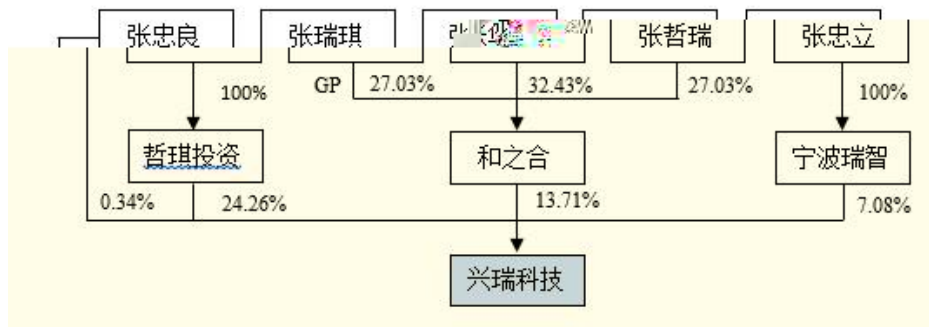 张忠良
张瑞琪
张哲瑞
张忠立
100%
GP
27.03%
32.43%
27.03%
100%
哲琪投资
和之合
宁波瑞智
0.34%
24.26%
13.71%
7.08%
兴瑞科技